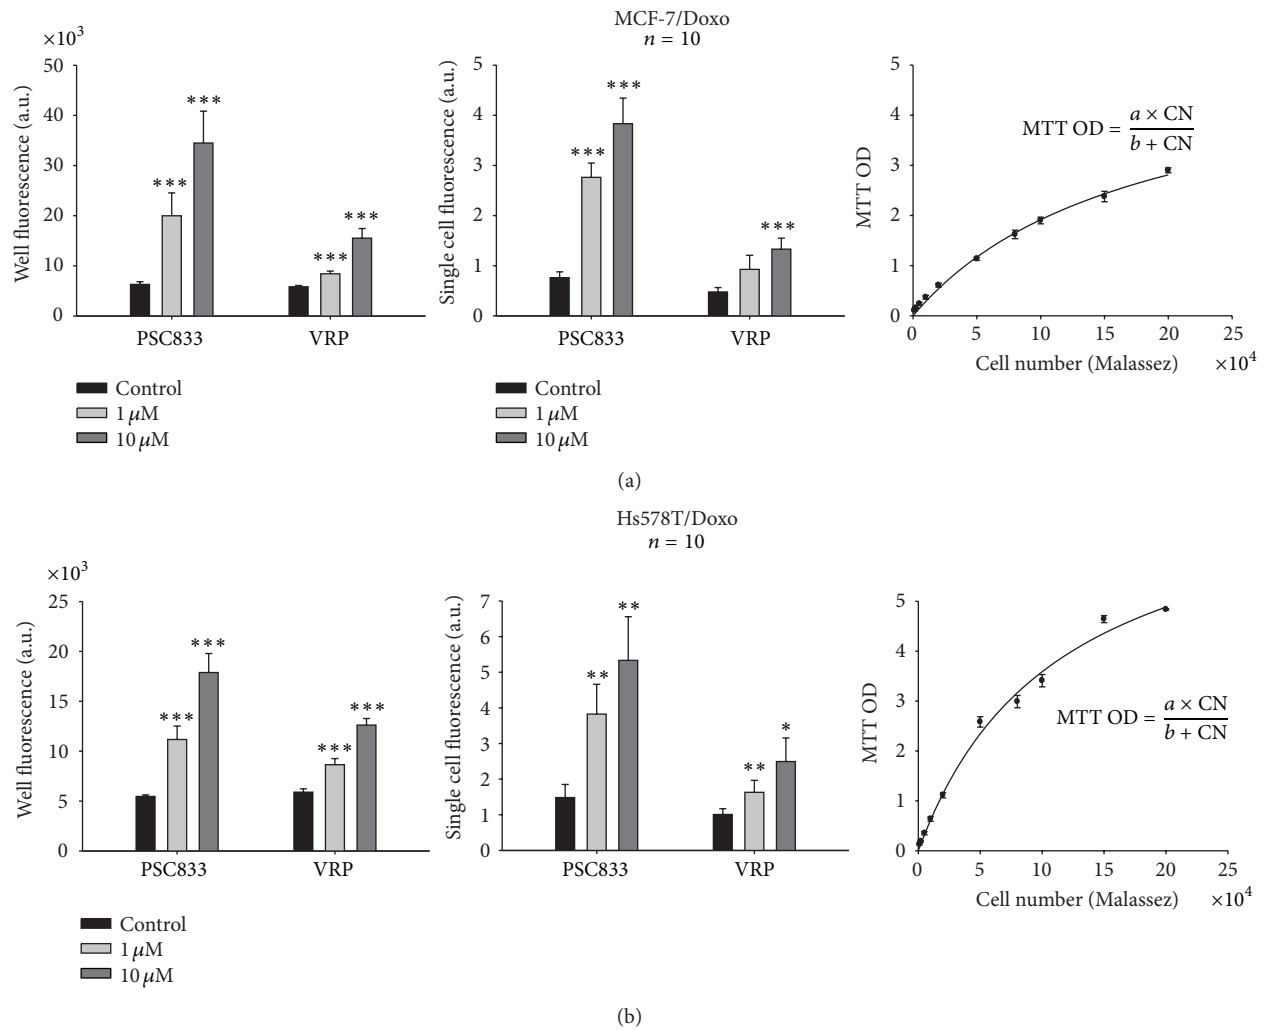 MCF-7/Doxo
n = 10
×10³
50
40
30
20
10
0
Well fluorescence (a.u.)
***
***
***
***
PSC833
VRP
Control
1 μM
10 μM
5
4
3
2
1
0
Single cell fluorescence (a.u.)
***
***
***
PSC833
VRP
Control
1 μM
10 μM
5
4
3
2
1
0
MTT OD
MTT OD = a × CN / b + CN
0 5 10 15 20 25
Cell number (Malassez) ×10⁴
(a)
Hs578T/Doxo
n = 10
×10³
25
20
15
10
5
0
Well fluorescence (a.u.)
***
***
***
***
PSC833
VRP
Control
1 μM
10 μM
7
6
5
4
3
2
1
0
Single cell fluorescence (a.u.)
**
**
**
*
PSC833
VRP
5
4
3
2
1
0
MTT OD
MTT OD = a × CN / b + CN
0 5 10 15 20 25
Cell number (Malassez) ×10⁴
(b)